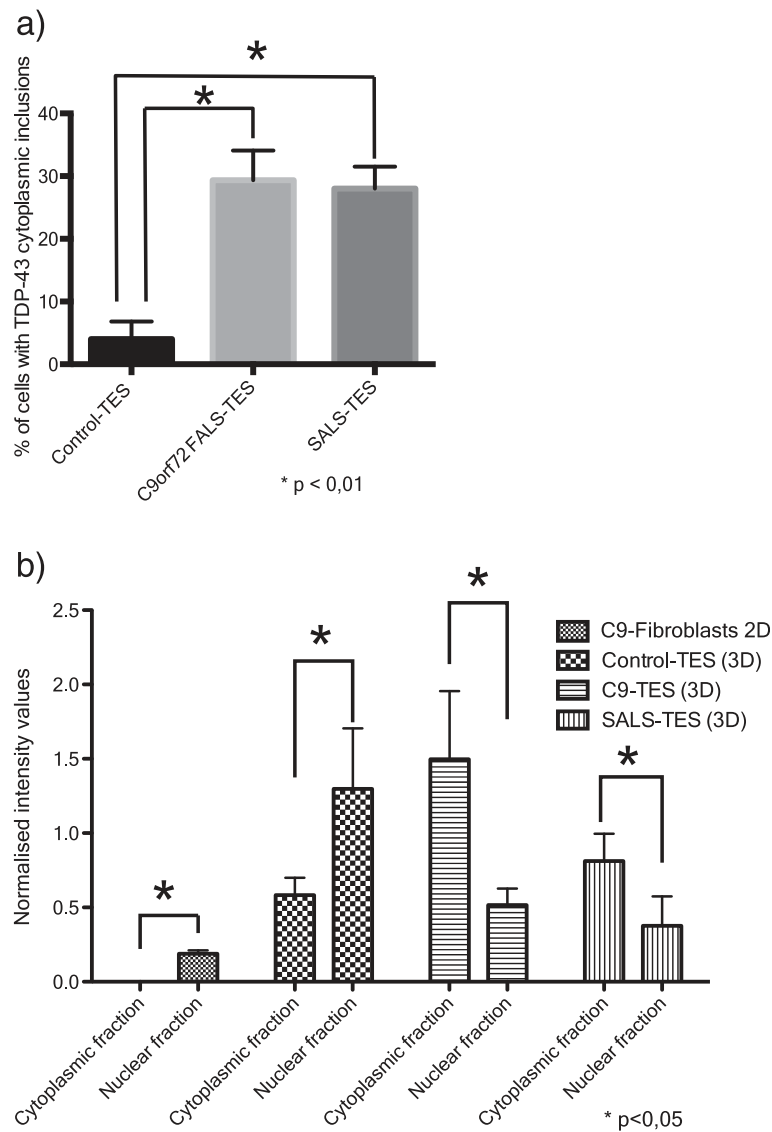 a)
*
*
% of cells with TDP-43 cytoplasmic inclusions
40
30
20
10
0
Control-TES
C9orf72 FALS-TES
SALS-TES
* p < 0,01
b)
Normalised intensity values
2.5
2.0
1.5
1.0
0.5
0.0
*
*
*
*
C9-Fibroblasts 2D
Control-TES (3D)
C9-TES (3D)
SALS-TES (3D)
Cytoplasmic fraction
Nuclear fraction
Cytoplasmic fraction
Nuclear fraction
Cytoplasmic fraction
Nuclear fraction
Cytoplasmic fraction
Nuclear fraction
* p<0,05